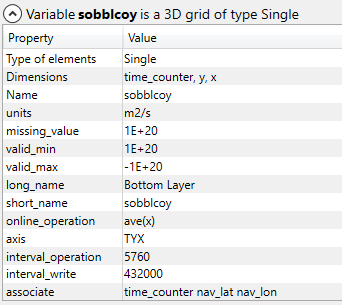 Variable sobblcoy is a 3D grid of type Single
Property Value
Type of elements Single
Dimensions time_counter, y, x
Name sobblcoy
units m2/s
missing_value 1E+20
valid_min 1E+20
valid_max -1E+20
long_name Bottom Layer
short_name sobblcoy
online_operation ave(x)
axis TYX
interval_operation 5760
interval_write 432000
associate time_counter nav_lat nav_lon